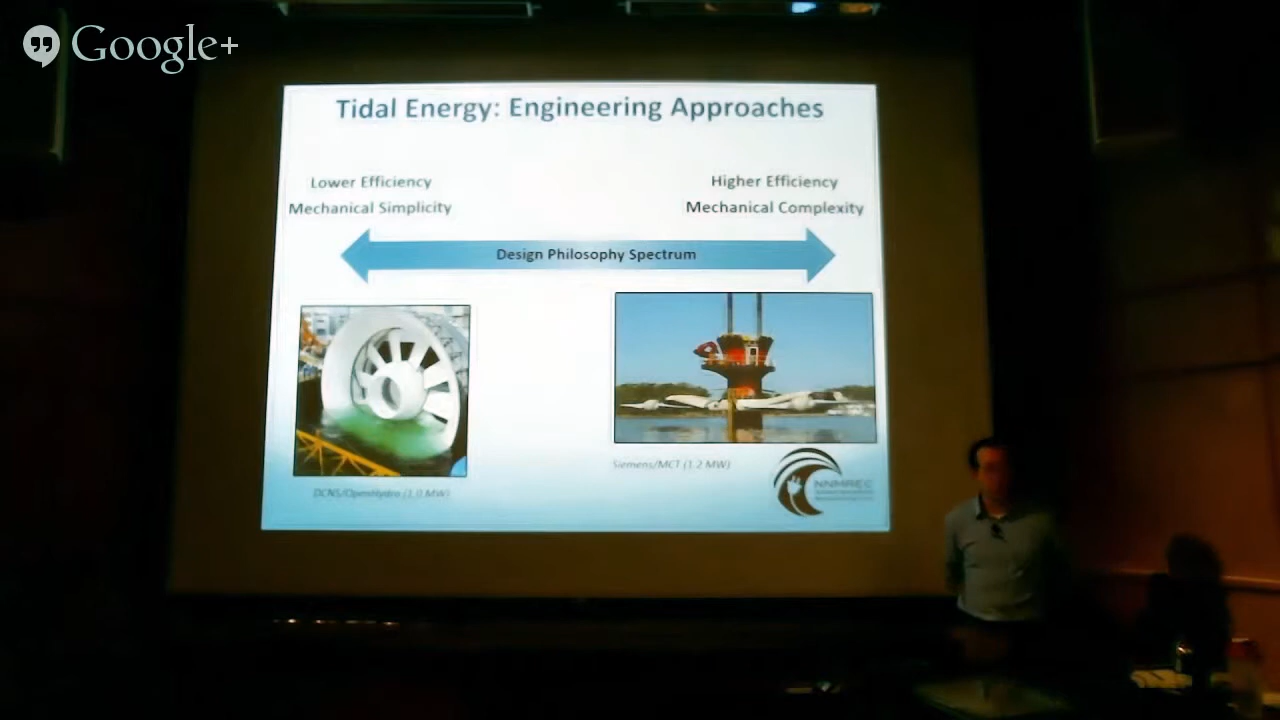 Google+
Tidal Energy: Engineering Approaches
Lower Efficiency
Mechanical Simplicity
Higher Efficiency
Mechanical Complexity
Design Philosophy Spectrum
Siemens/MCT (1.2 MW)
DCNS/OpenHydro (1.0 MW)
NNMREC